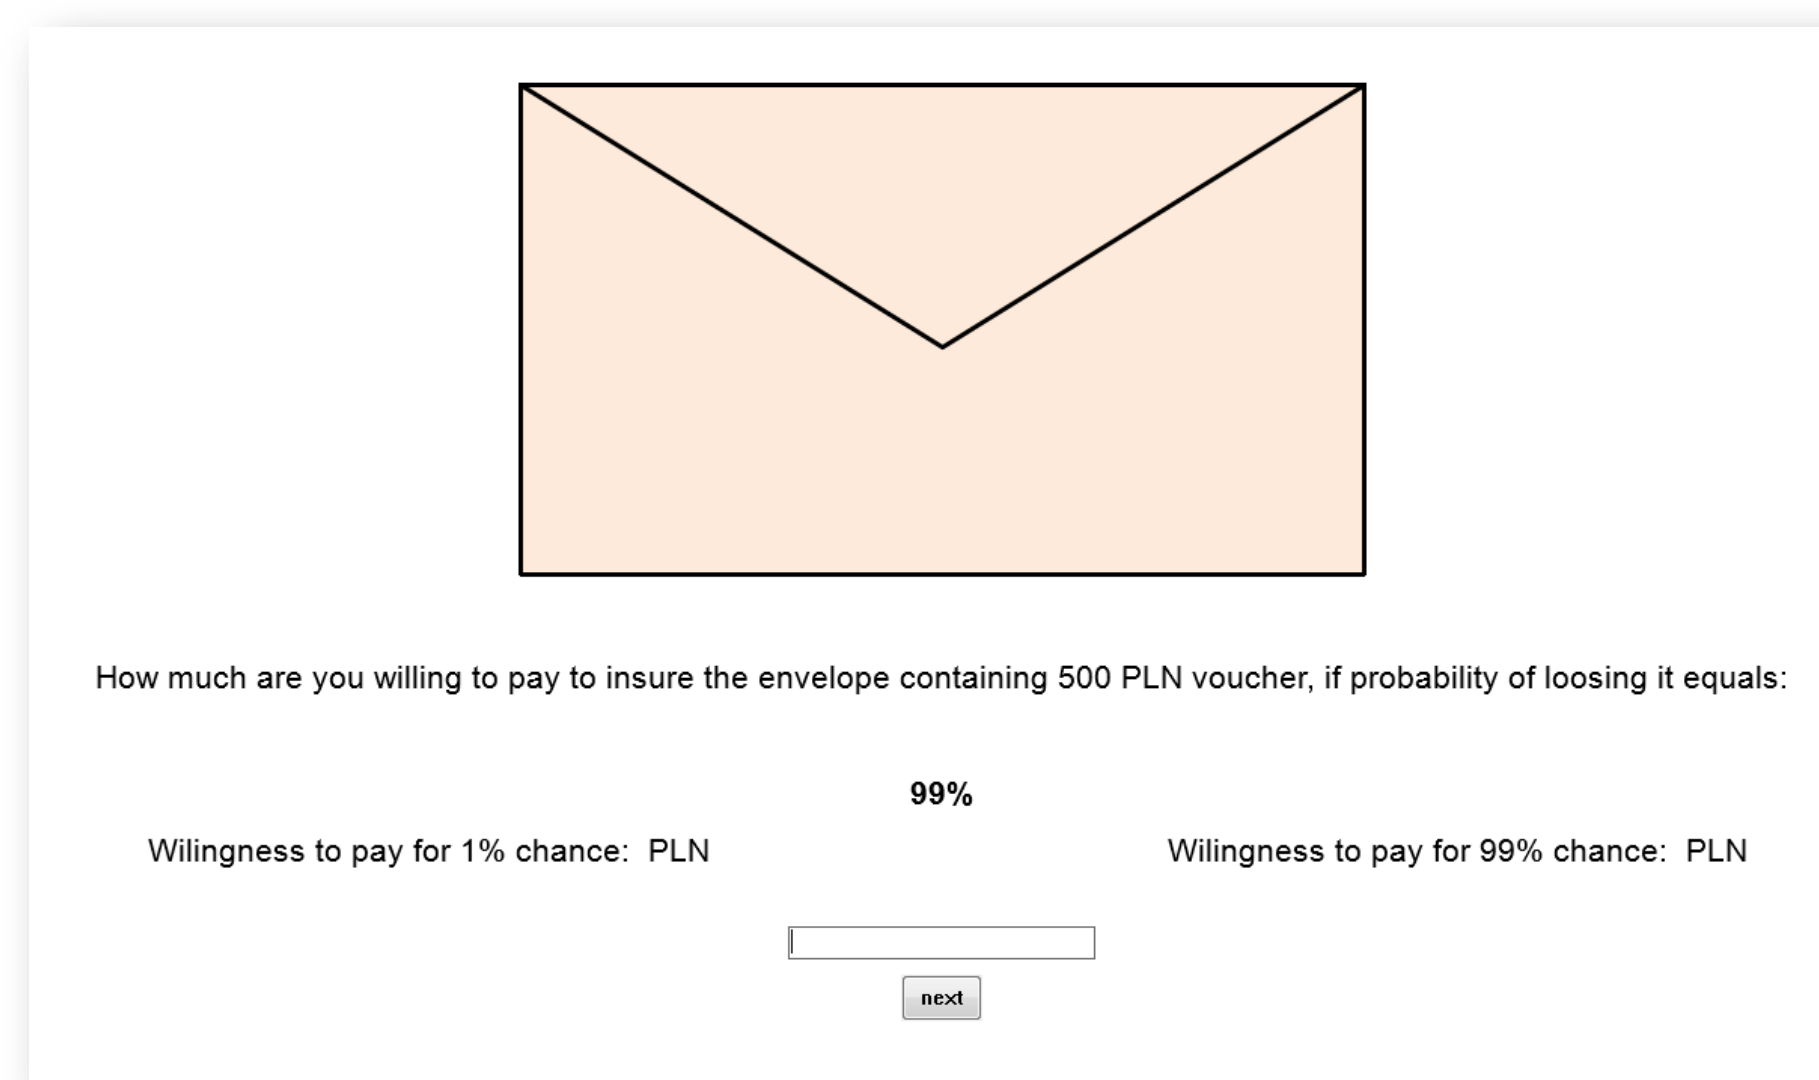 How much are you willing to pay to insure the envelope containing 500 PLN voucher, if probability of loosing it equals:
99%
Wilingness to pay for 1% chance: PLN
Wilingness to pay for 99% chance: PLN
next